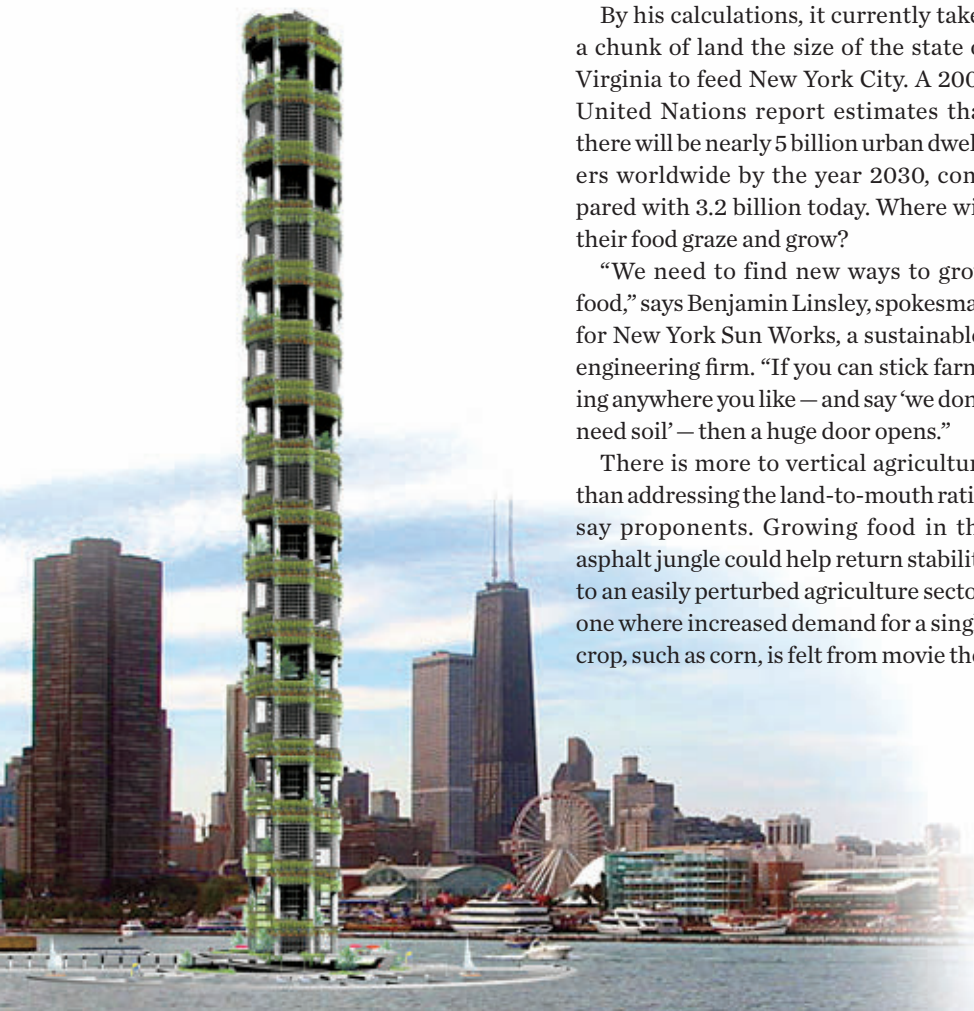 By his calculations, it currently take
a chunk of land the size of the state
Virginia to feed New York City. A 200
United Nations report estimates tha
there will be nearly 5 billion urban dwel
ers worldwide by the year 2030, com
pared with 3.2 billion today. Where wi
their food graze and grow?
“We need to find new ways to gro
food,” says Benjamin Linsley, spokesma
for New York Sun Works, a sustainable
engineering firm. “If you can stick farm
ing anywhere you like — and say ‘we don
need soil’ — then a huge door opens.”
There is more to vertical agricultur
than addressing the land-to-mouth rati
say proponents. Growing food in th
asphalt jungle could help return stabilit
to an easily perturbed agriculture secto
one where increased demand for a sing
crop, such as corn, is felt from movie the